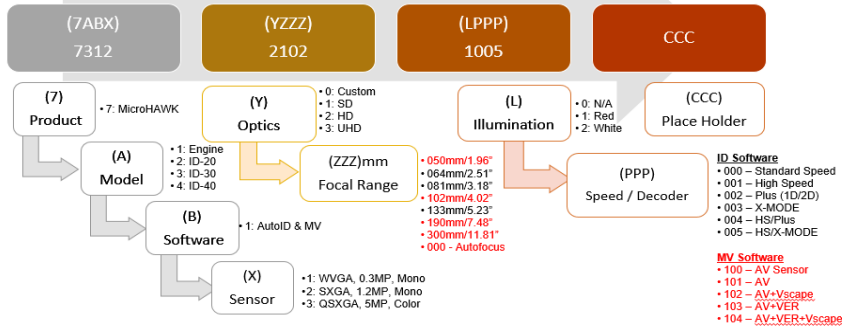 (7ABX)
7312
(YZZZ)
2102
(LPPP)
1005
CCC
(7)
Product
• 7: MicroHAWK
(A)
Model
• 1: Engine
• 2: ID-20
• 3: ID-30
• 4: ID-40
(B)
Software
• 1: AutoID & MV
(X)
Sensor
• 1: WVGA, 0.3MP, Mono
• 2: SXGA, 1.2MP, Mono
• 3: QSXGA, 5MP, Color
(Y)
Optics
• 0: Custom
• 1: SD
• 2: HD
• 3: UHD
(ZZZ)mm
Focal Range
• 050mm/1.96"
• 064mm/2.51"
• 081mm/3.18"
• 102mm/4.02"
• 133mm/5.23"
• 190mm/7.48"
• 300mm/11.81"
• 000 - Autofocus
(L)
Illumination
• 0: N/A
• 1: Red
• 2: White
(PPP)
Speed / Decoder
(CCC)
Place Holder
ID Software
• 000 – Standard Speed
• 001 – High Speed
• 002 – Plus (1D/2D)
• 003 – X-MODE
• 004 – HS/Plus
• 005 – HS/X-MODE
MV Software
• 100 – AV Sensor
• 101 – AV
• 102 – AV+Vscape
• 103 – AV+VER
• 104 – AV+VER+Vscape